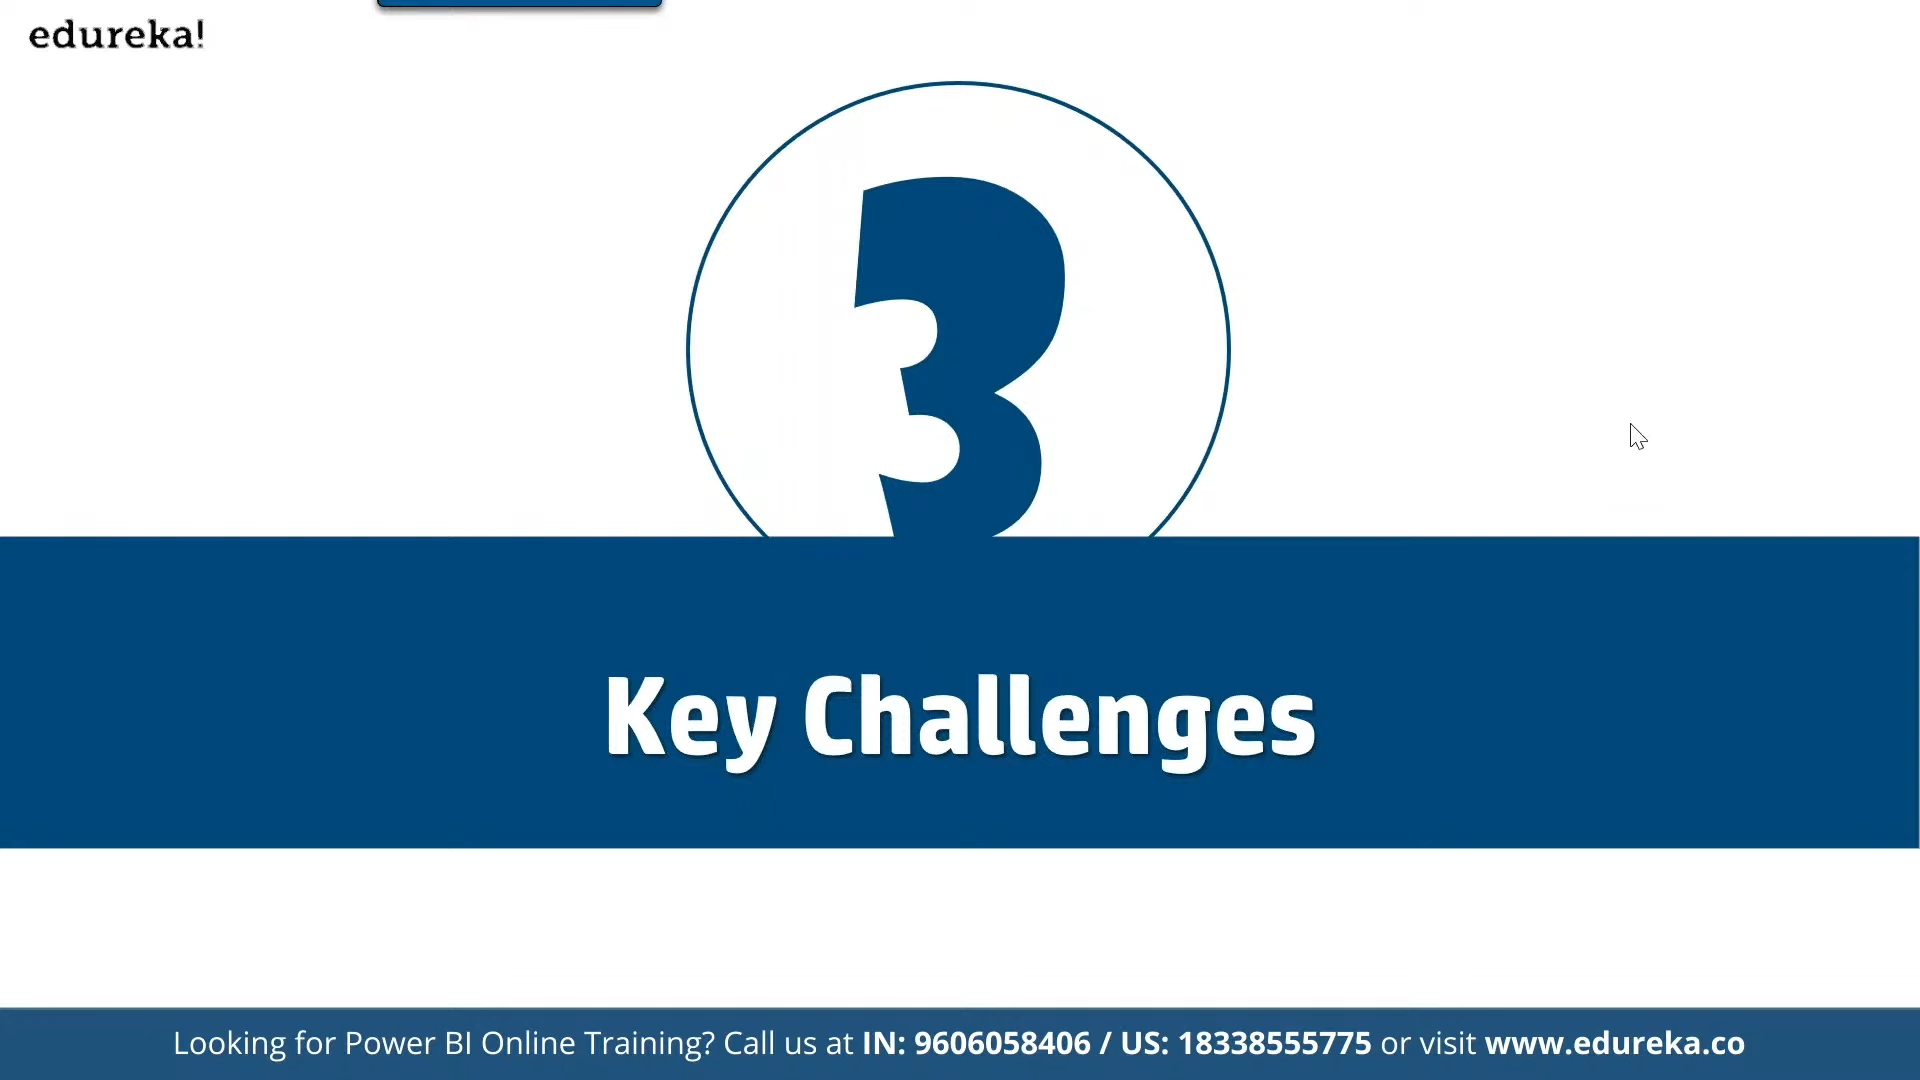 edureka!
3
Key Challenges
Looking for Power BI Online Training? Call us at IN: 9606058406 / US: 18338555775 or visit www.edureka.co